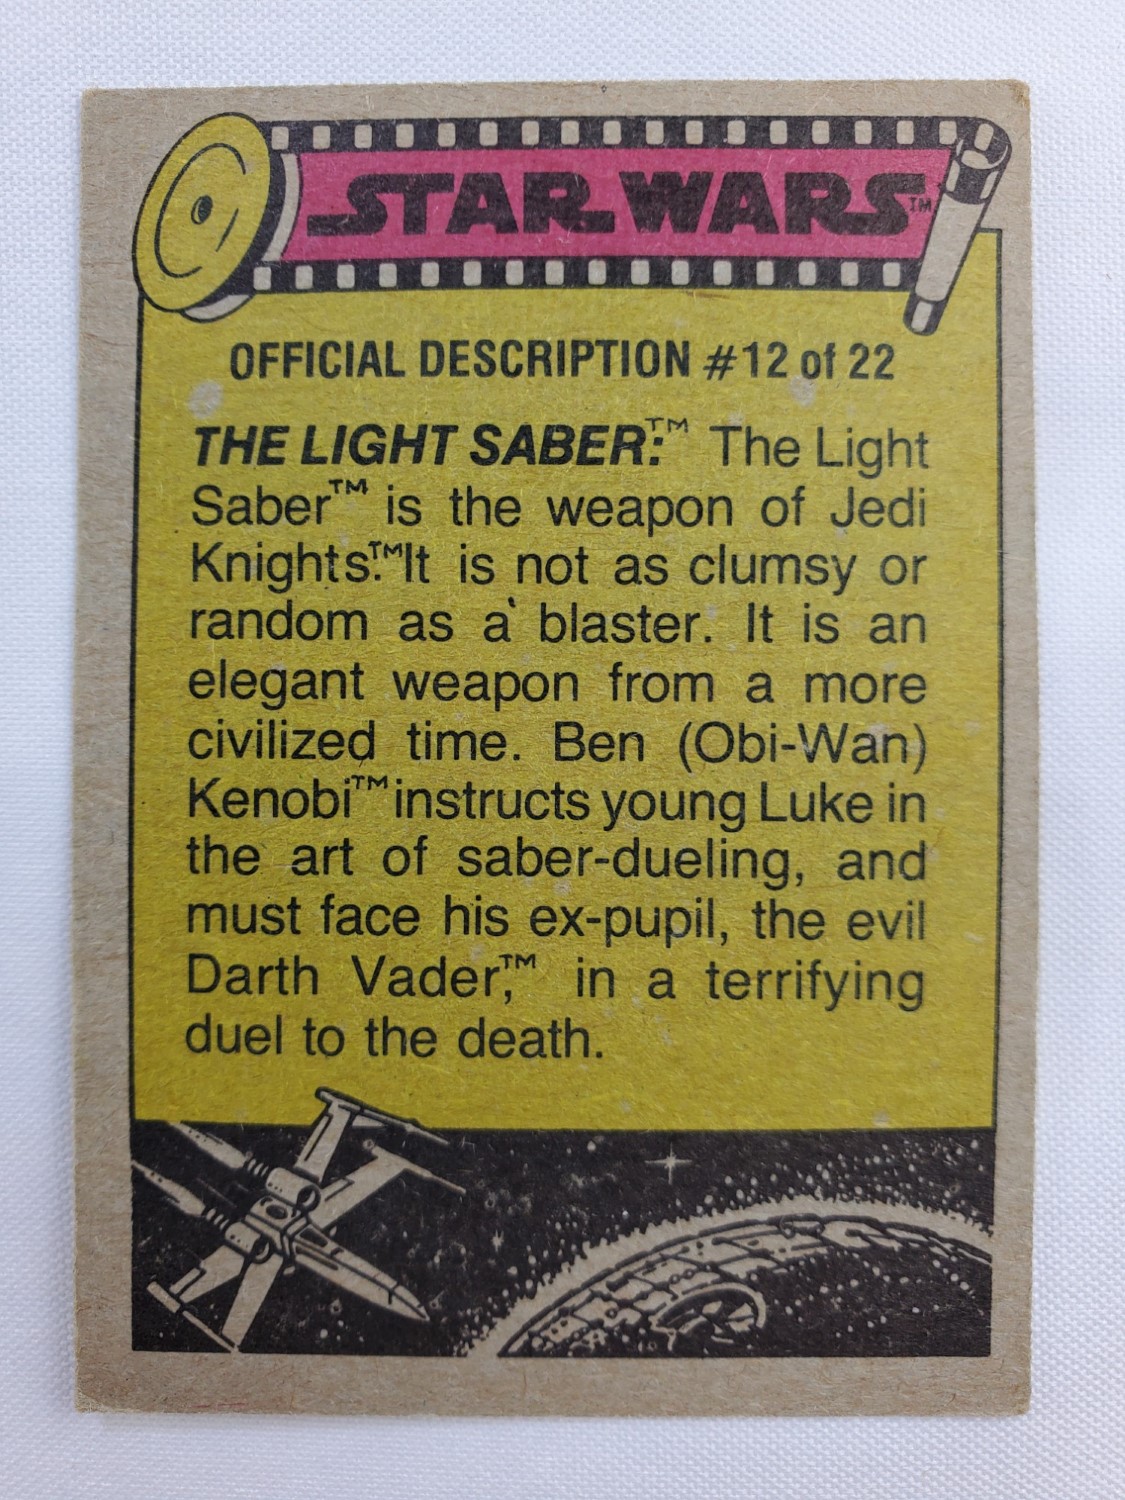 STAR WARS™
OFFICIAL DESCRIPTION #12 of 22
THE LIGHT SABER:™ The Light
Saber™ is the weapon of Jedi
Knights.™It is not as clumsy or
random as a blaster. It is an
elegant weapon from a more
civilized time. Ben (Obi-Wan)
Kenobi™ instructs young Luke in
the art of saber-dueling, and
must face his ex-pupil, the evil
Darth Vader,™ in a terrifying
duel to the death.